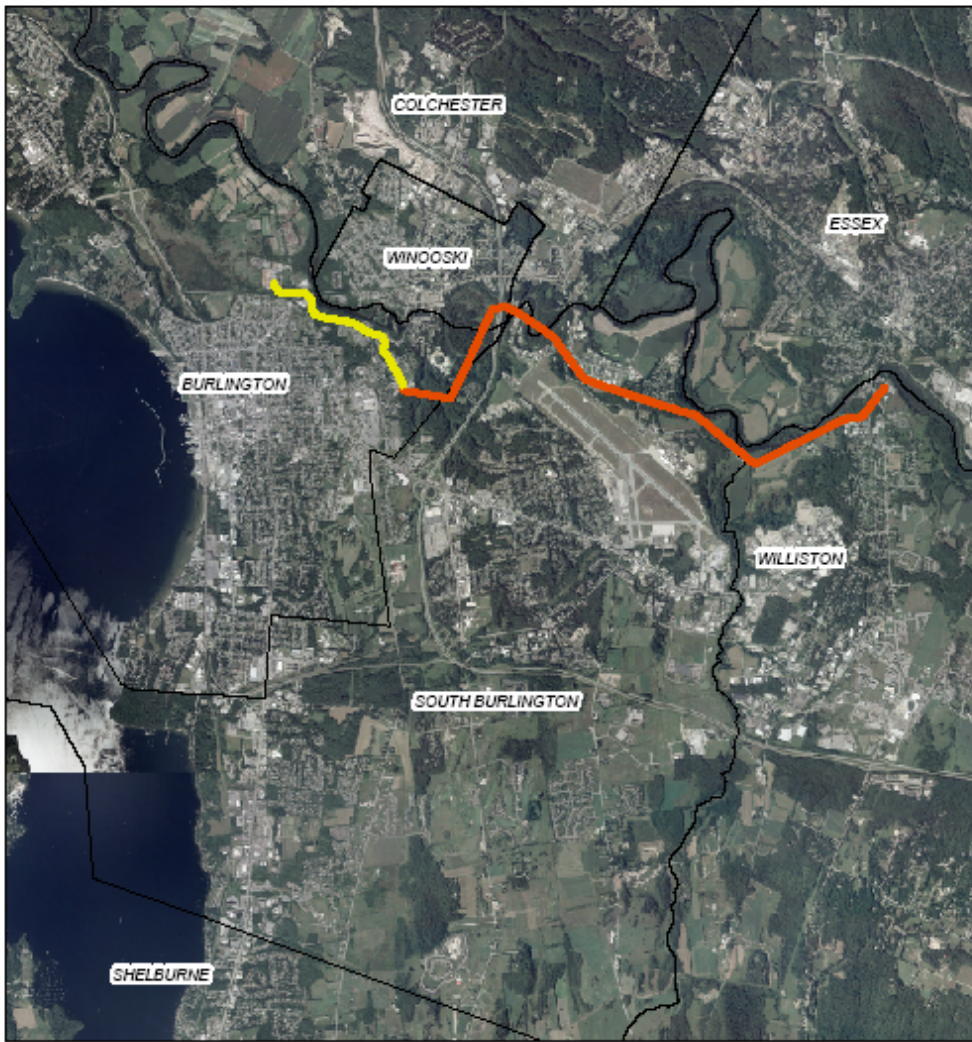 COLCHESTER
ESSEX
WINOOSKI
BURLINGTON
WILLISTON
SOUTH BURLINGTON
SHELBURNE